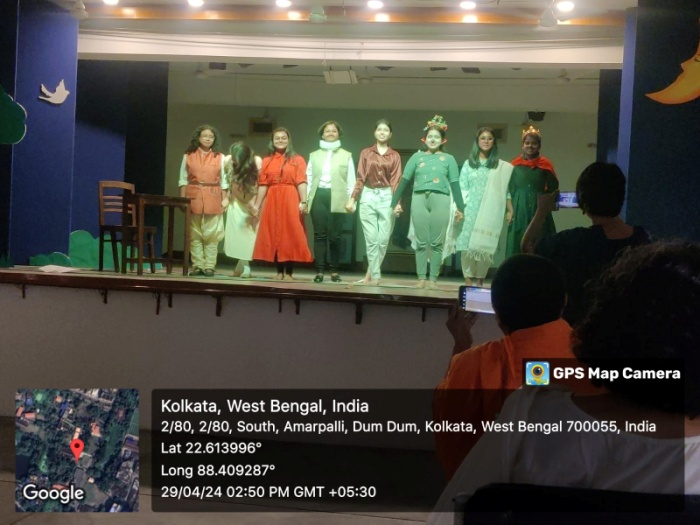 GPS Map Camera
Kolkata, West Bengal, India
2/80, 2/80, South, Amarpalli, Dum Dum, Kolkata, West Bengal 700055, India
Lat 22.613996°
Long 88.409287°
29/04/24 02:50 PM GMT +05:30
Google